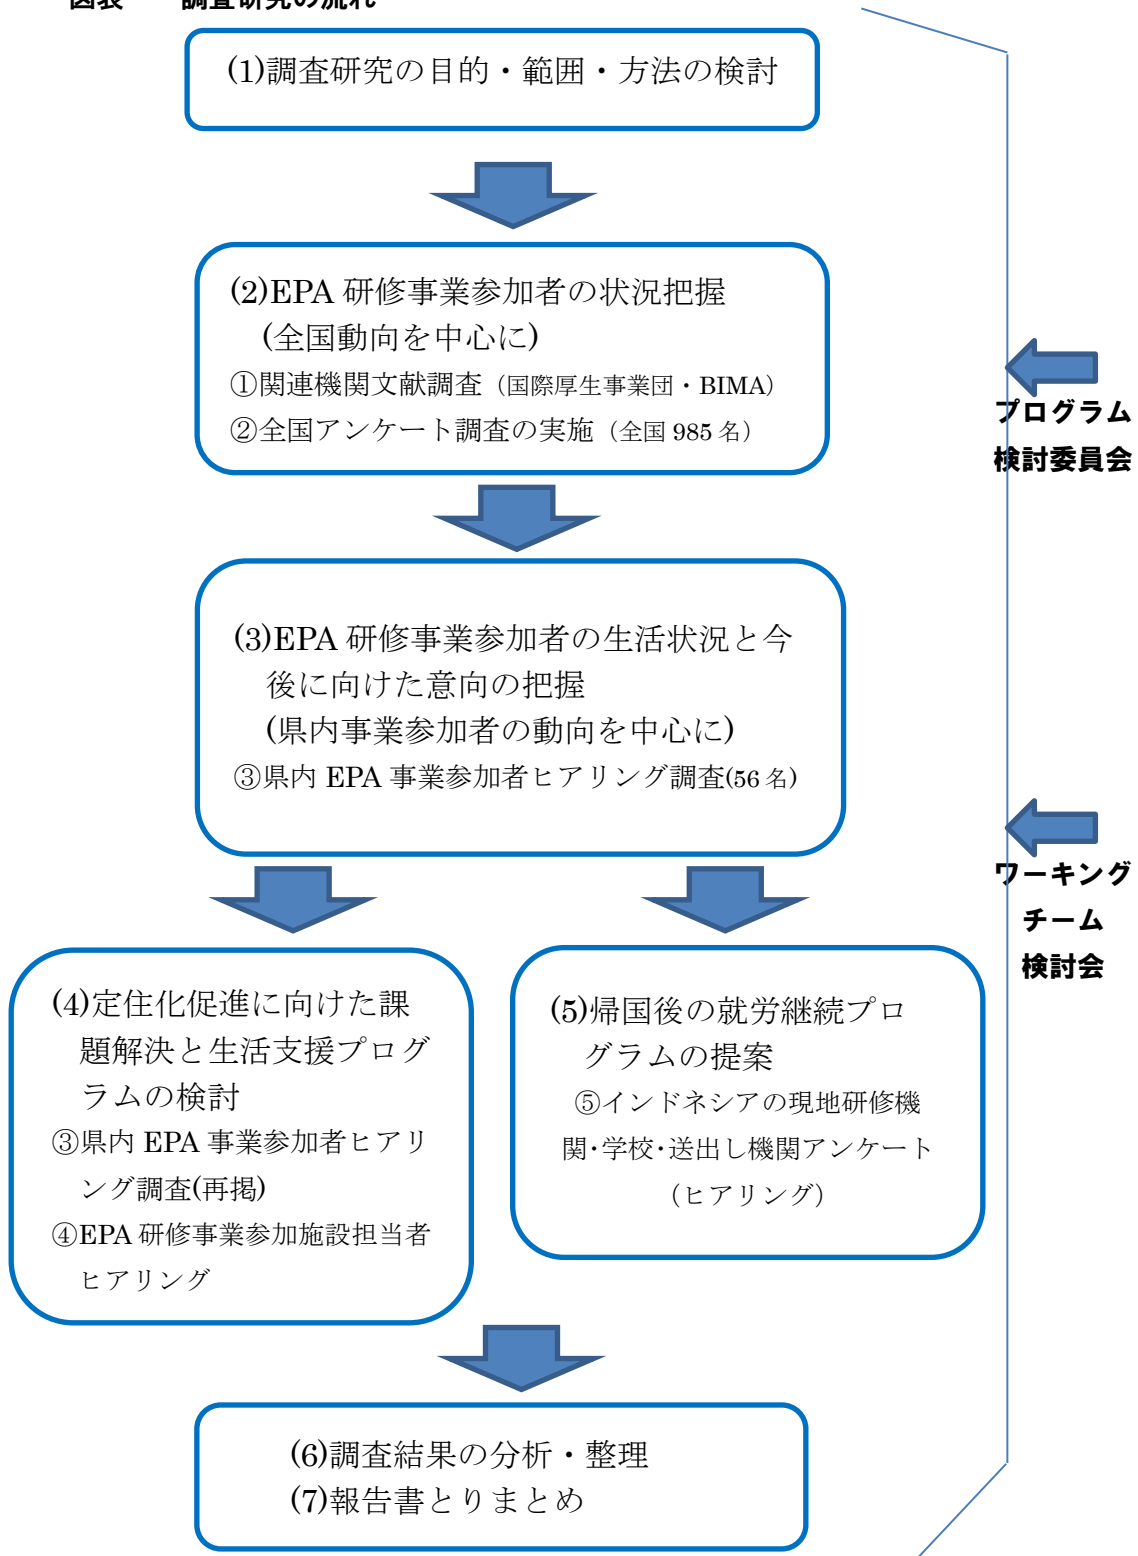 図表　調査研究の流れ
(1)調査研究の目的・範囲・方法の検討
(2)EPA 研修事業参加者の状況把握
(全国動向を中心に)
①関連機関文献調査（国際厚生事業団・BIMA）
②全国アンケート調査の実施（全国 985 名）
プログラム
検討委員会
(3)EPA 研修事業参加者の生活状況と今
後に向けた意向の把握
(県内事業参加者の動向を中心に)
③県内 EPA 事業参加者ヒアリング調査(56 名)
ワーキング
チーム
検討会
(4)定住化促進に向けた課
題解決と生活支援プログ
ラムの検討
③県内 EPA 事業参加者ヒアリ
ング調査(再掲)
④EPA 研修事業参加施設担当者
ヒアリング
(5)帰国後の就労継続プロ
グラムの提案
⑤インドネシアの現地研修機
関･学校･送出し機関アンケート
（ヒアリング）
(6)調査結果の分析・整理
(7)報告書とりまとめ